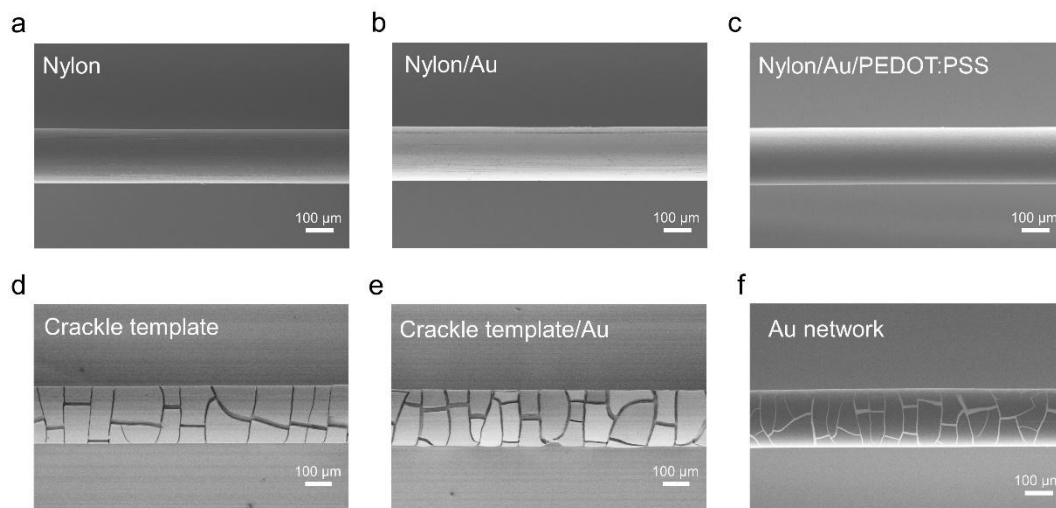 a
b
c
Nylon
Nylon/Au
Nylon/Au/PEDOT:PSS
100 μm
100 μm
100 μm
d
e
f
Crackle template
Crackle template/Au
Au network
100 μm
100 μm
100 μm